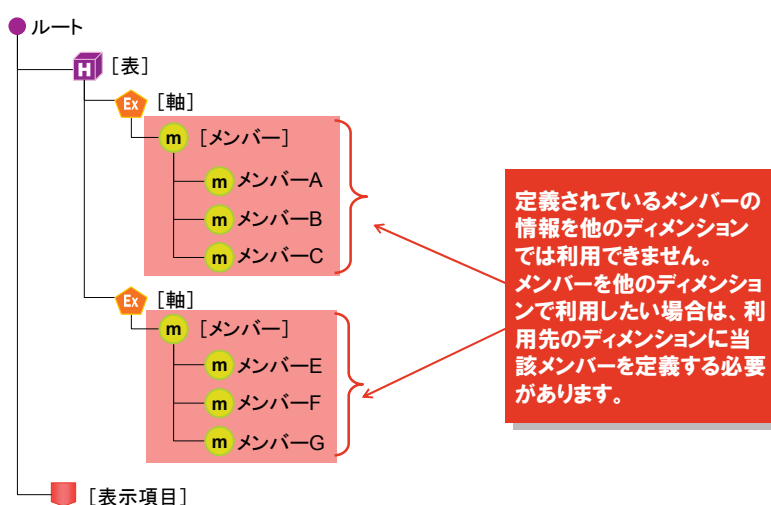 ルート
H [表]
Ex [軸]
m [メンバー]
m メンバーA
m メンバーB
m メンバーC
Ex [軸]
m [メンバー]
m メンバーE
m メンバーF
m メンバーG
[表示項目]
定義されているメンバーの
情報を他のディメンション
では利用できません。
メンバーを他のディメンショ
ンで利用したい場合は、利
用先のディメンションに当
該メンバーを定義する必要
があります。